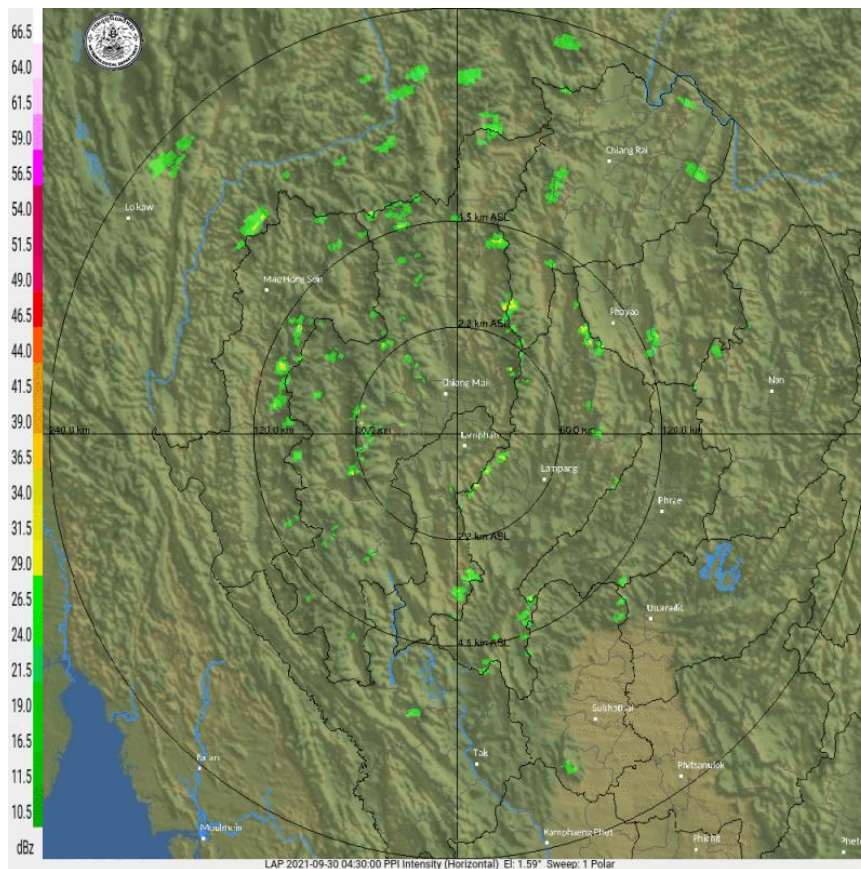 66.5
64.0
61.5
59.0
56.5
54.0
51.5
49.0
46.5
44.0
41.5
39.0
36.5
34.0
31.5
29.0
26.5
24.0
21.5
19.0
16.5
14.0
11.5
10.5
dBz
Chiang Rai
Loikaw
4.5 km ASL
Mae Hong Son
Phayao
2.2 km ASL
Chiang Mai
Nan
240.0 km
120.0 km
60.0 km
60.0 km
120.0 km
Lamphun
Lampang
Phrae
2.2 km ASL
Uttaradit
4.5 km ASL
Sukhothai
Tak
Pa'an
Phitsanulok
Moulmein
Kamphaeng Phet
Phichit
LAP 2021-09-30 04:30:00 PPI Intensity (Horizontal) El: 1.59° Sweep: 1 Polar